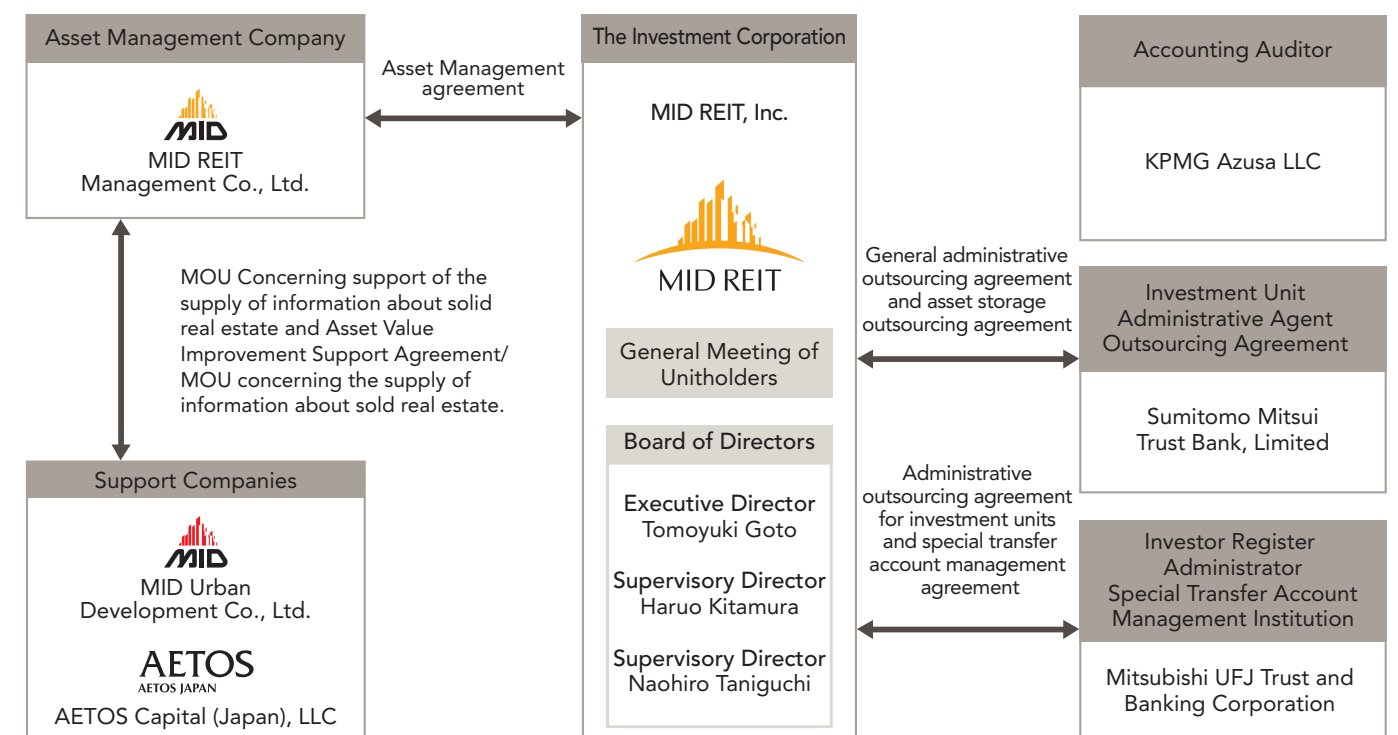 Asset Management Company
MID
MID REIT
Management Co., Ltd.
Asset Management
agreement
MOU Concerning support of the
supply of information about solid
real estate and Asset Value
Improvement Support Agreement/
MOU concerning the supply of
information about sold real estate.
Support Companies
MID
MID Urban
Development Co., Ltd.
AETOS
AETOS JAPAN
AETOS Capital (Japan), LLC
The Investment Corporation
MID REIT, Inc.
MID REIT
General Meeting of
Unitholders
Board of Directors
Executive Director
Tomoyuki Goto
Supervisory Director
Haruo Kitamura
Supervisory Director
Naohiro Taniguchi
General administrative
outsourcing agreement
and asset storage
outsourcing agreement
Administrative
outsourcing agreement
for investment units
and special transfer
account management
agreement
Accounting Auditor
KPMG Azusa LLC
Investment Unit
Administrative Agent
Outsourcing Agreement
Sumitomo Mitsui
Trust Bank, Limited
Investor Register
Administrator
Special Transfer Account
Management Institution
Mitsubishi UFJ Trust and
Banking Corporation